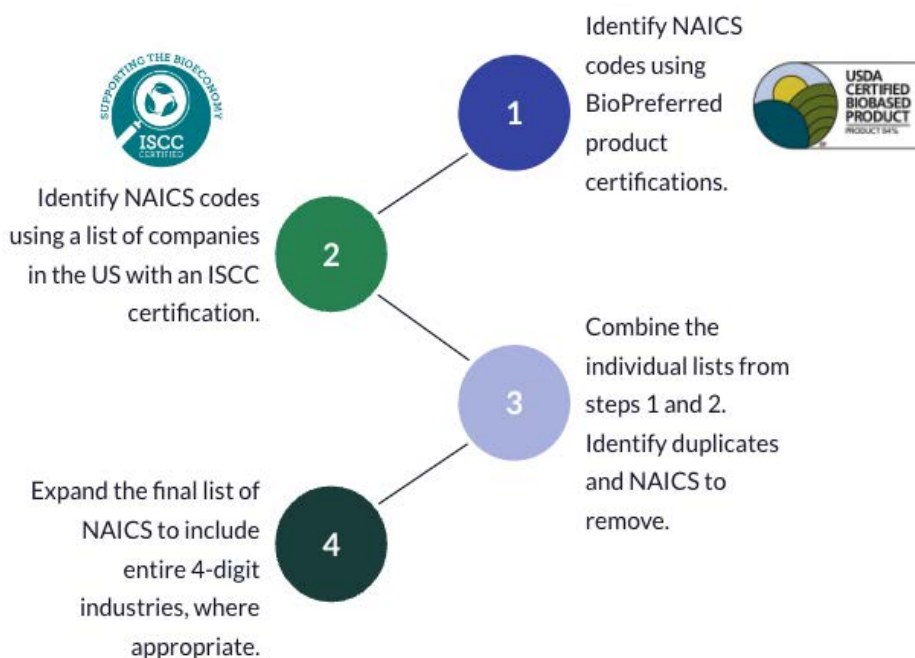 Identify NAICS
codes using
BioPreferred
product
certifications.
1
USDA
CERTIFIED
BIOBASED
PRODUCT
PRODUCT 94%
SUPPORTING THE BIOECONOMY
ISCC
CERTIFIED
Identify NAICS codes
using a list of companies
in the US with an ISCC
certification.
2
Combine the
individual lists from
steps 1 and 2.
Identify duplicates
and NAICS to
remove.
3
Expand the final list of
NAICS to include
entire 4-digit
industries, where
appropriate.
4